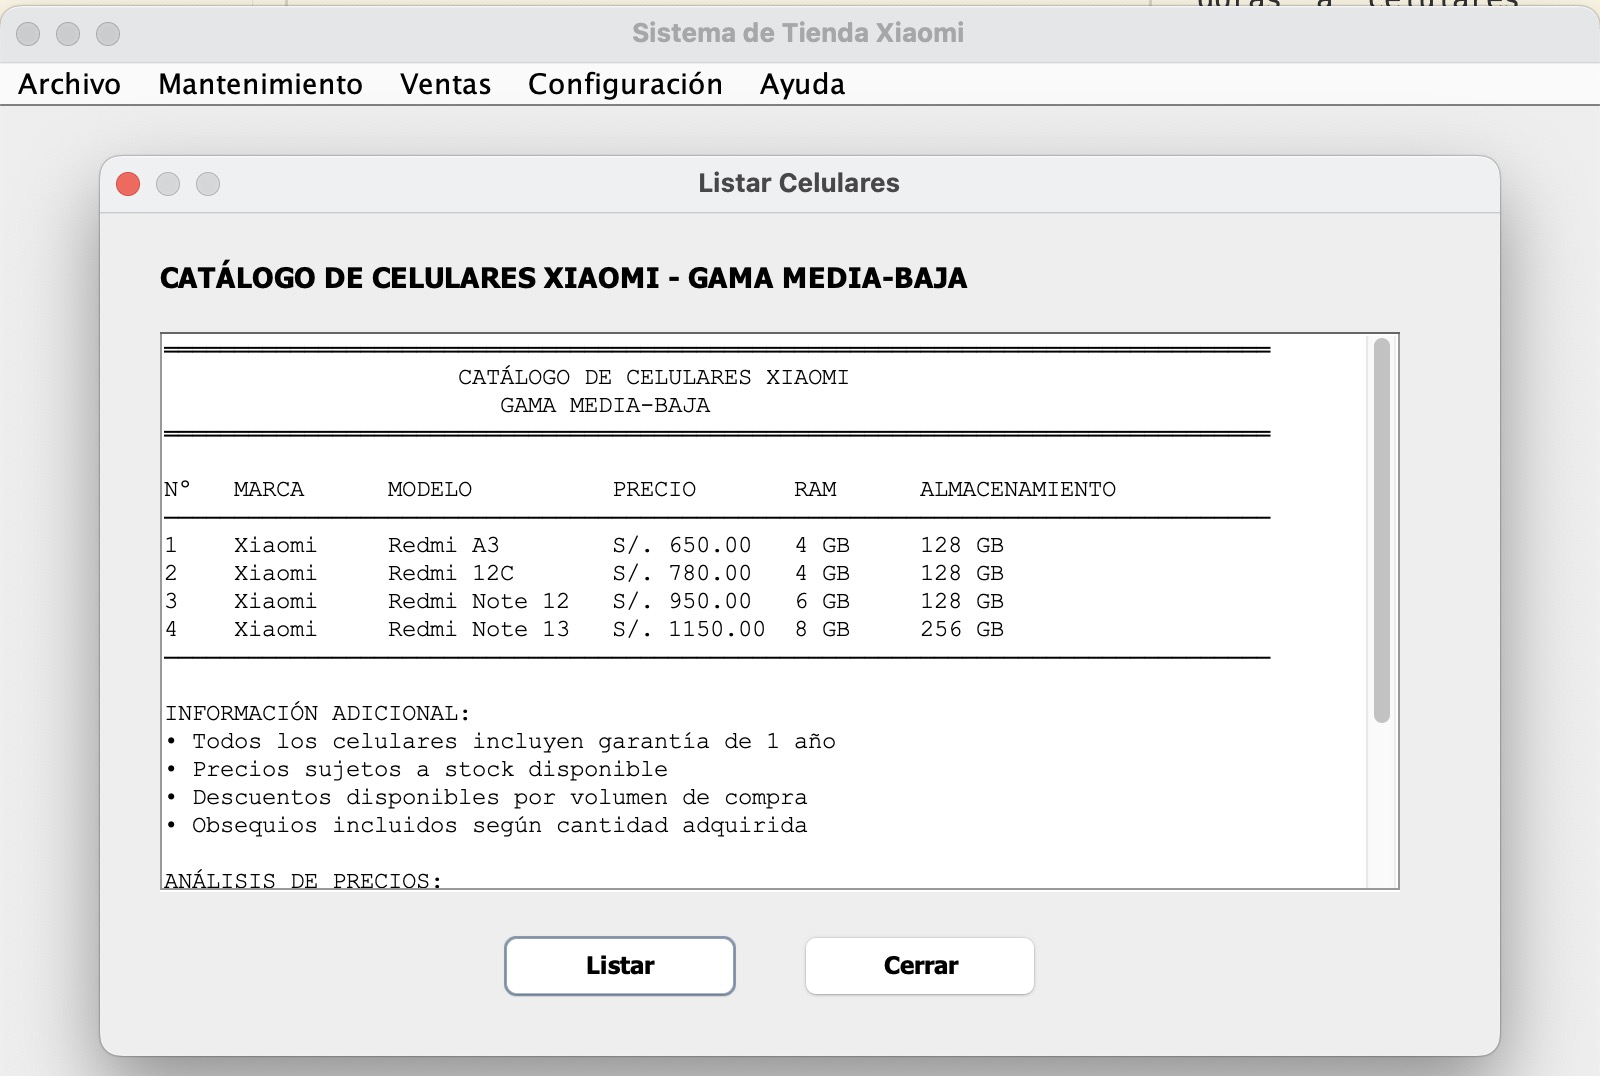 Sistema de Tienda Xiaomi
Archivo Mantenimiento Ventas Configuración Ayuda
Listar Celulares
CATÁLOGO DE CELULARES XIAOMI - GAMA MEDIA-BAJA
CATÁLOGO DE CELULARES XIAOMI
GAMA MEDIA-BAJA
N° MARCA MODELO PRECIO RAM ALMACENAMIENTO
1 Xiaomi Redmi A3 S/. 650.00 4 GB 128 GB
2 Xiaomi Redmi 12C S/. 780.00 4 GB 128 GB
3 Xiaomi Redmi Note 12 S/. 950.00 6 GB 128 GB
4 Xiaomi Redmi Note 13 S/. 1150.00 8 GB 256 GB
INFORMACIÓN ADICIONAL:
• Todos los celulares incluyen garantía de 1 año
• Precios sujetos a stock disponible
• Descuentos disponibles por volumen de compra
• Obsequios incluidos según cantidad adquirida
ANÁLISIS DE PRECIOS:
Listar Cerrar